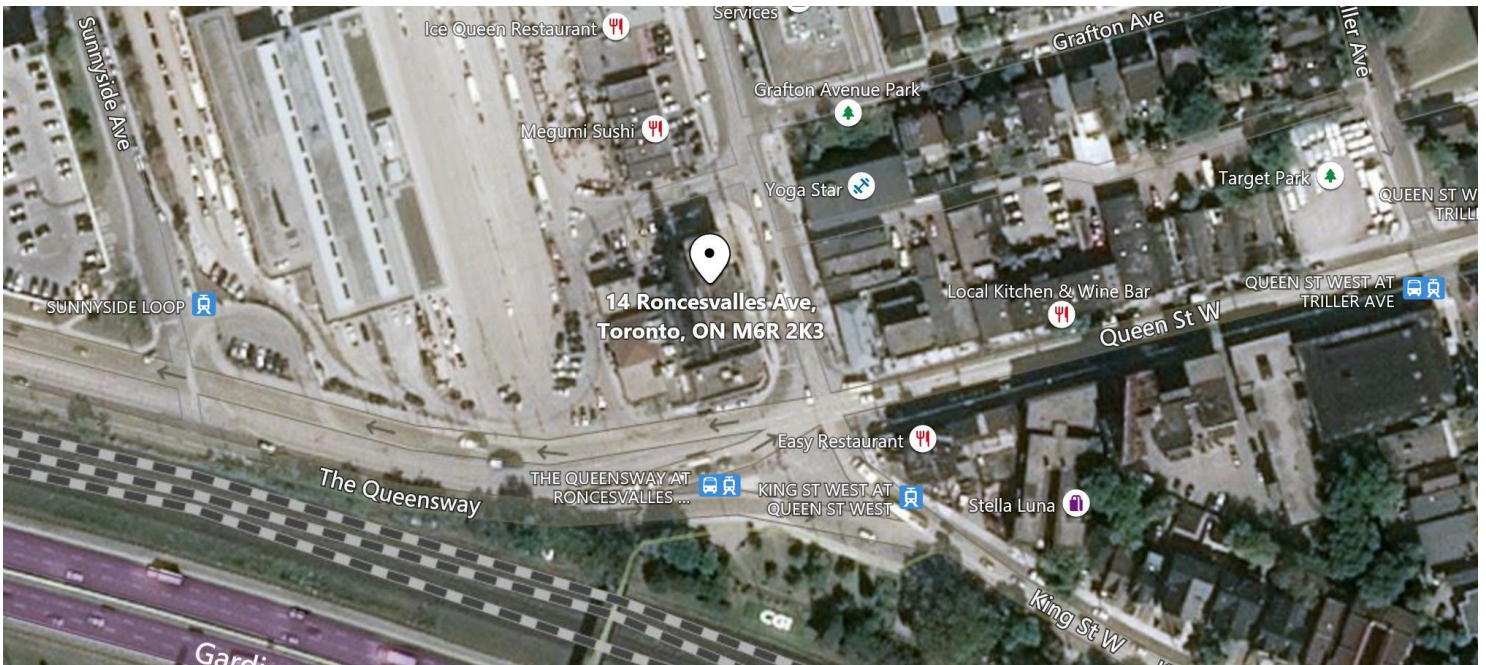 Services
Ice Queen Restaurant
Grafton Ave
Sunnyside Ave
ller Ave
Grafton Avenue Park
Megumi Sushi
Yoga Star
Target Park
QUEEN ST W
TRILL
14 Roncesvalles Ave,
Toronto, ON M6R 2K3
SUNNYSIDE LOOP
Local Kitchen & Wine Bar
QUEEN ST WEST AT
TRILLER AVE
Queen St W
Easy Restaurant
The Queensway
THE QUEENSWAY AT
RONCESVALLES ...
KING ST WEST AT
QUEEN ST WEST
Stella Luna
CGI
King St W
Gardi